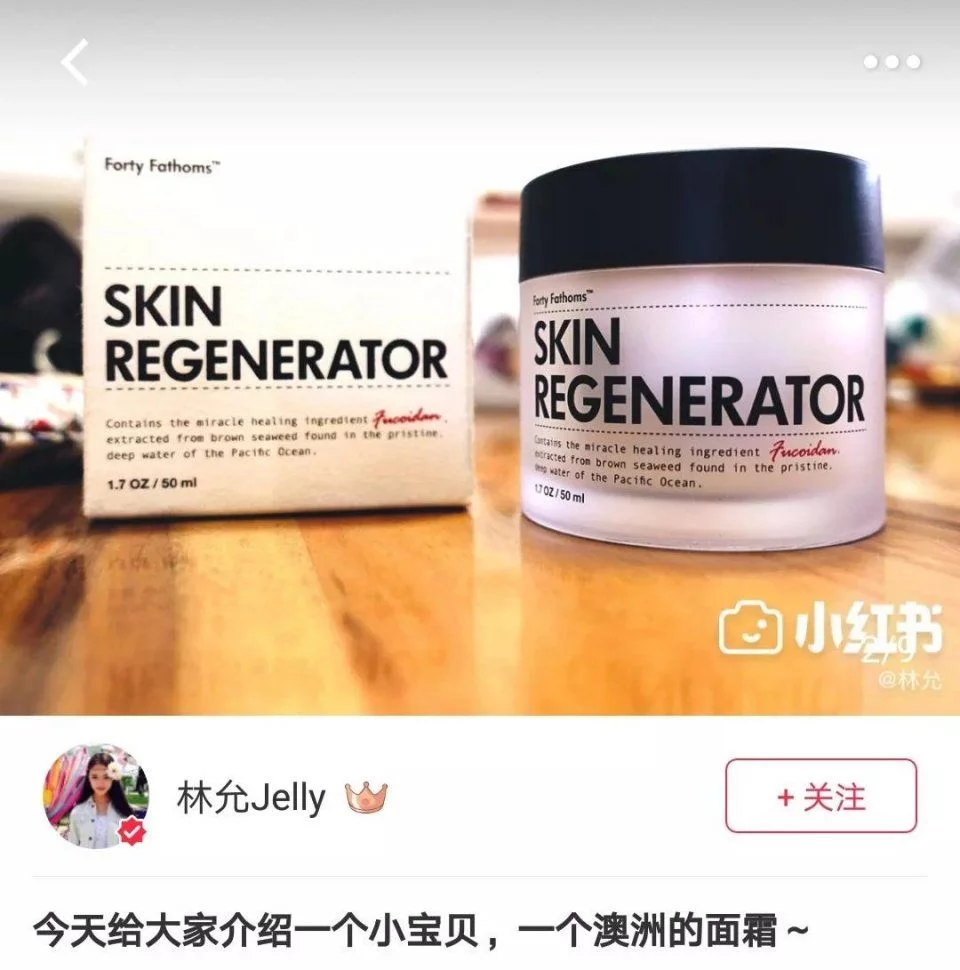 Forty Fathoms™
SKIN
REGENERATOR
Contains the miracle healing ingredient Fucoidan,
extracted from brown seaweed found in the pristine,
deep water of the Pacific Ocean.
1.7 OZ / 50 ml
Forty Fathoms™
SKIN
REGENERATOR
Contains the miracle healing ingredient Fucoidan,
extracted from brown seaweed found in the pristine,
deep water of the Pacific Ocean.
1.7 OZ / 50 ml
小红书
2/9
@林允
林允Jelly
+ 关注
今天给大家介绍一个小宝贝，一个澳洲的面霜～